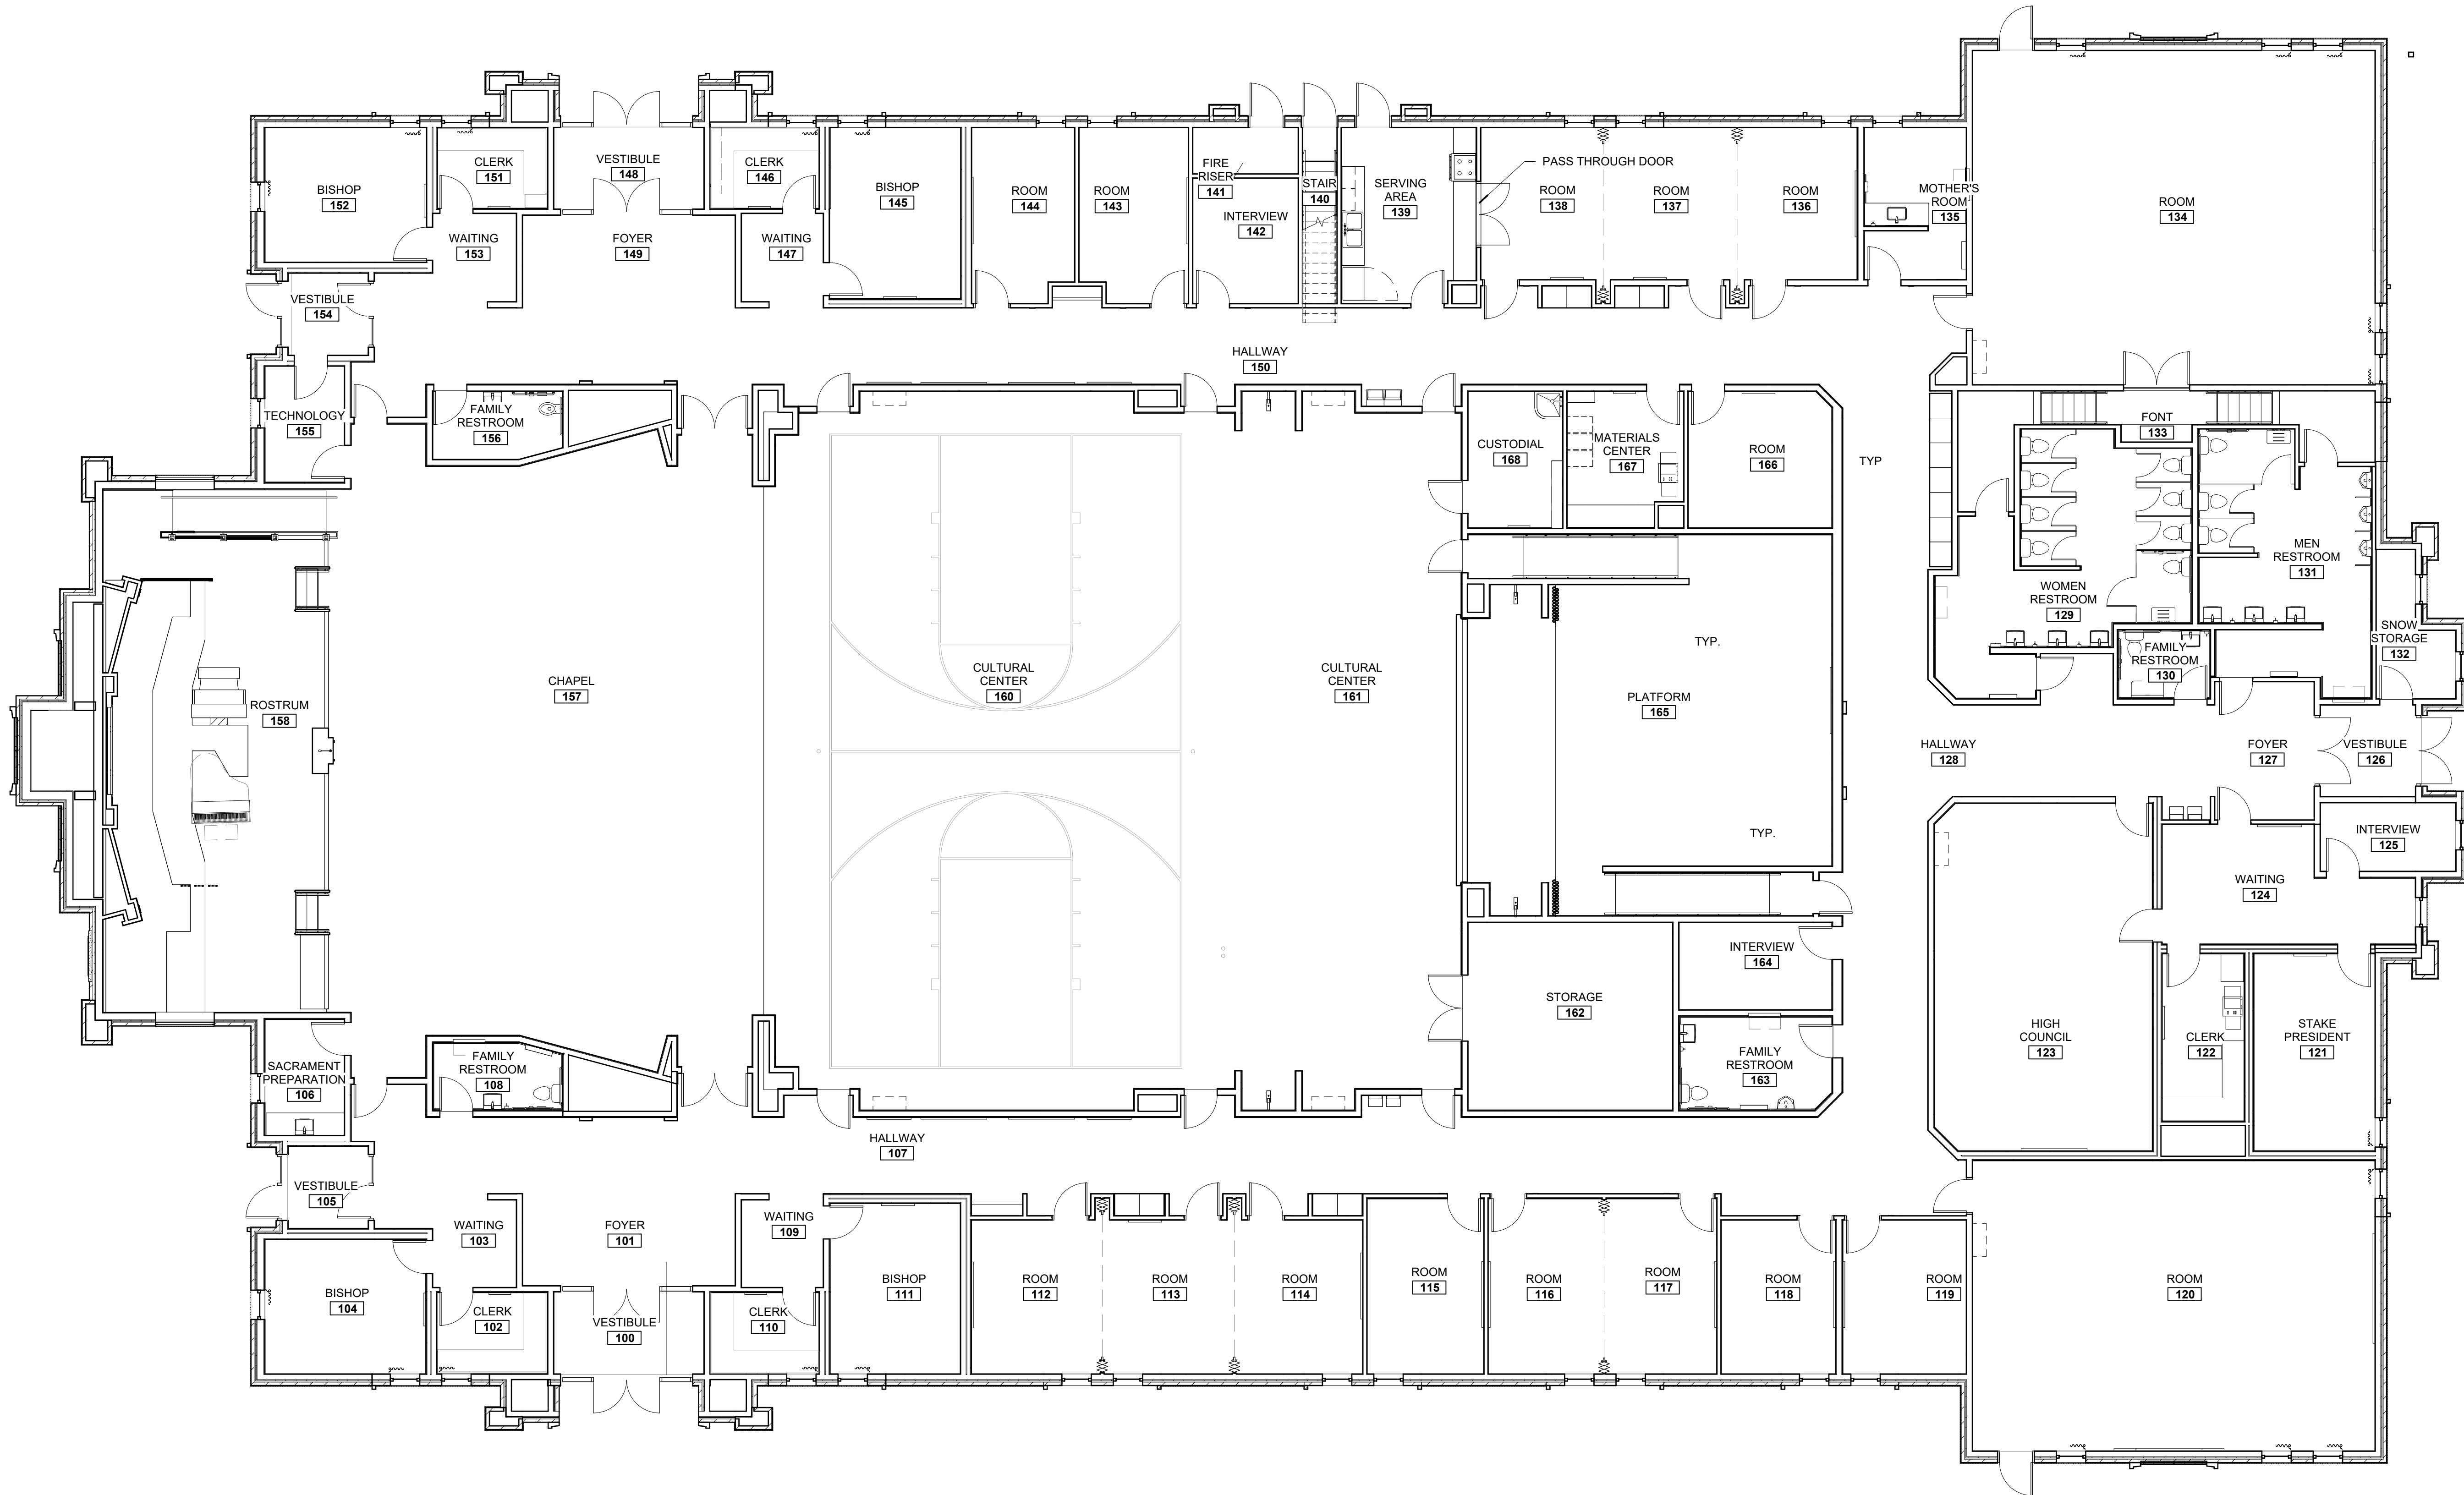 CLERK
151
VESTIBULE
148
CLERK
146
BISHOP
152
BISHOP
145
ROOM
144
ROOM
143
FIRE
RISER
141
STAIR
140
SERVING
AREA
139
PASS THROUGH DOOR
ROOM
138
ROOM
137
ROOM
136
MOTHER'S
ROOM
135
ROOM
134
INTERVIEW
142
WAITING
153
FOYER
149
WAITING
147
VESTIBULE
154
HALLWAY
150
TECHNOLOGY
155
FAMILY
RESTROOM
156
CUSTODIAL
168
MATERIALS
CENTER
167
ROOM
166
TYP
FONT
133
MEN
RESTROOM
131
WOMEN
RESTROOM
129
SNOW
STORAGE
132
FAMILY
RESTROOM
130
ROSTRUM
158
CHAPEL
157
CULTURAL
CENTER
160
CULTURAL
CENTER
161
TYP.
PLATFORM
165
TYP.
HALLWAY
128
FOYER
127
VESTIBULE
126
INTERVIEW
125
WAITING
124
INTERVIEW
164
STORAGE
162
FAMILY
RESTROOM
163
HIGH
COUNCIL
123
CLERK
122
STAKE
PRESIDENT
121
SACRAMENT
PREPARATION
106
FAMILY
RESTROOM
108
HALLWAY
107
VESTIBULE
105
WAITING
103
FOYER
101
WAITING
109
BISHOP
104
CLERK
102
VESTIBULE
100
CLERK
110
BISHOP
111
ROOM
112
ROOM
113
ROOM
114
ROOM
115
ROOM
116
ROOM
117
ROOM
118
ROOM
119
ROOM
120